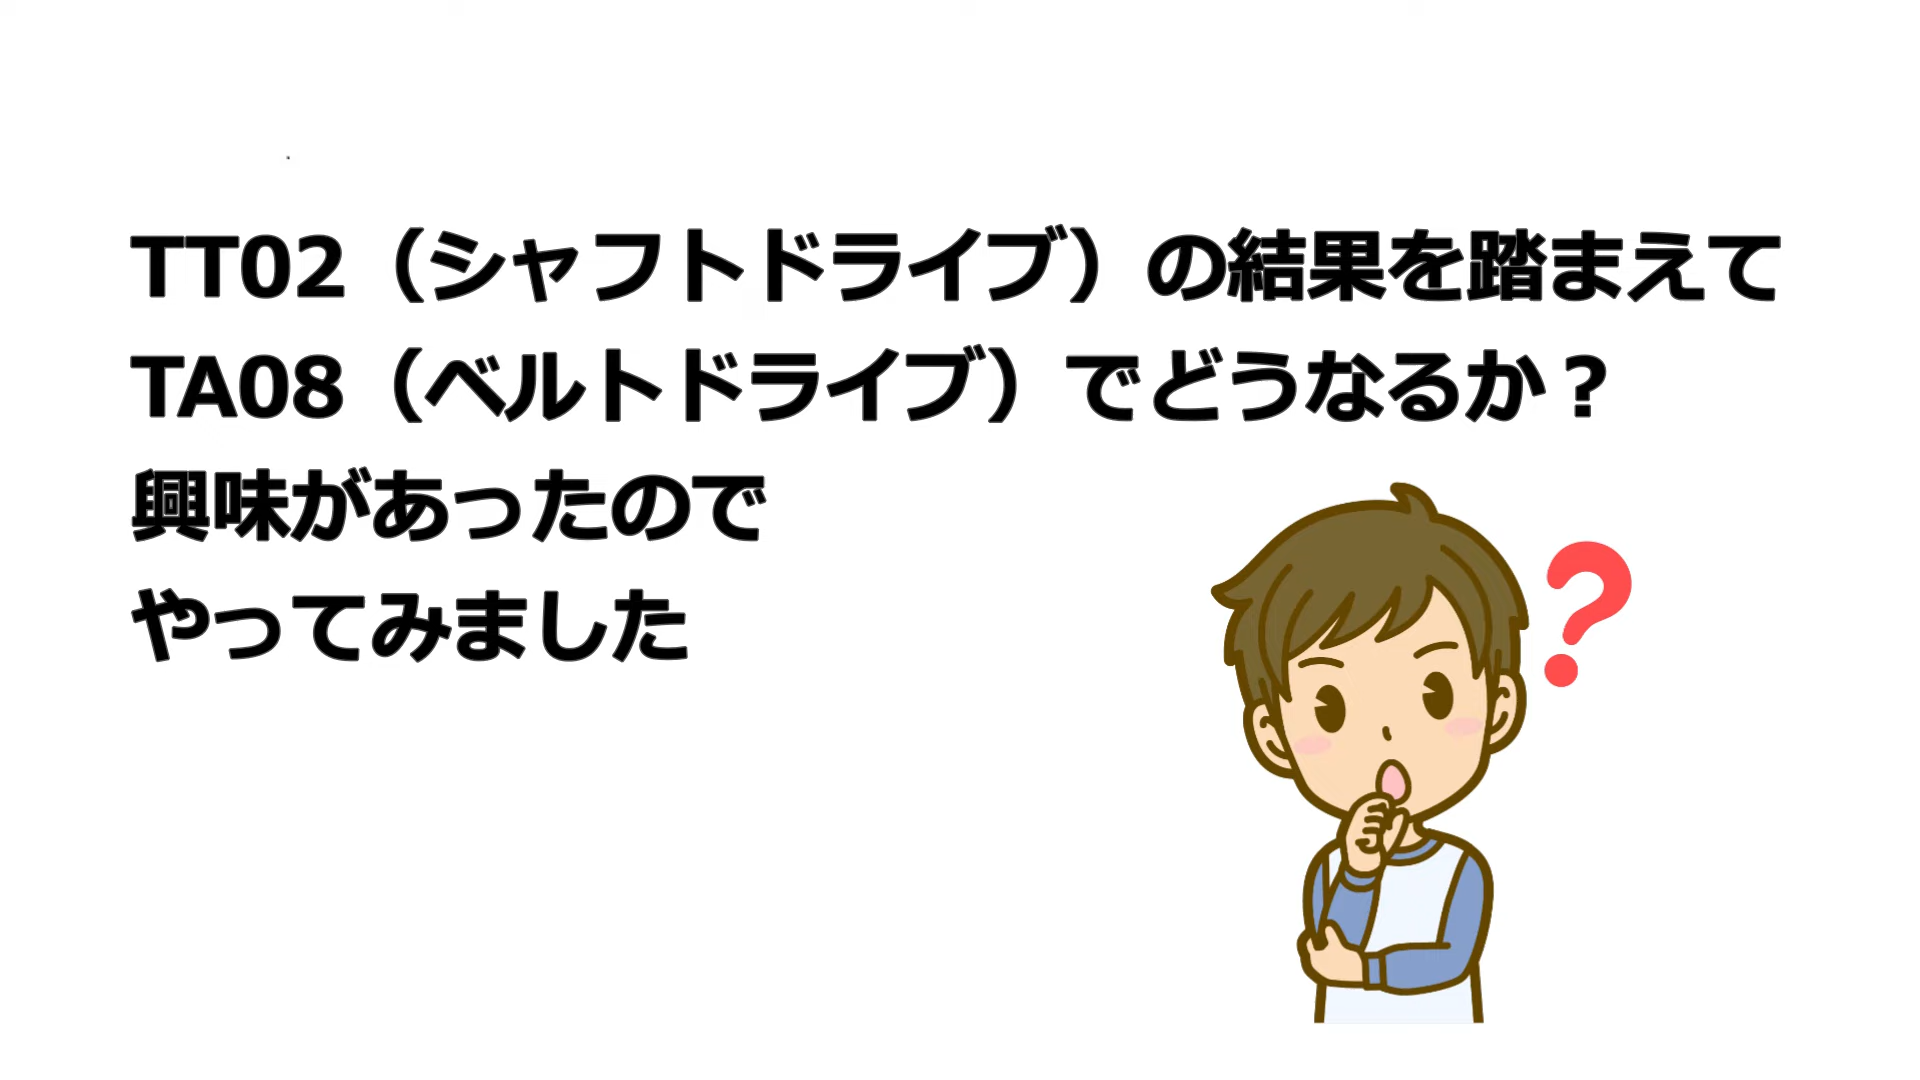 TT02（シャフトドライブ）の結果を踏まえて
TA08（ベルトドライブ）でどうなるか？
興味があったので
やってみました